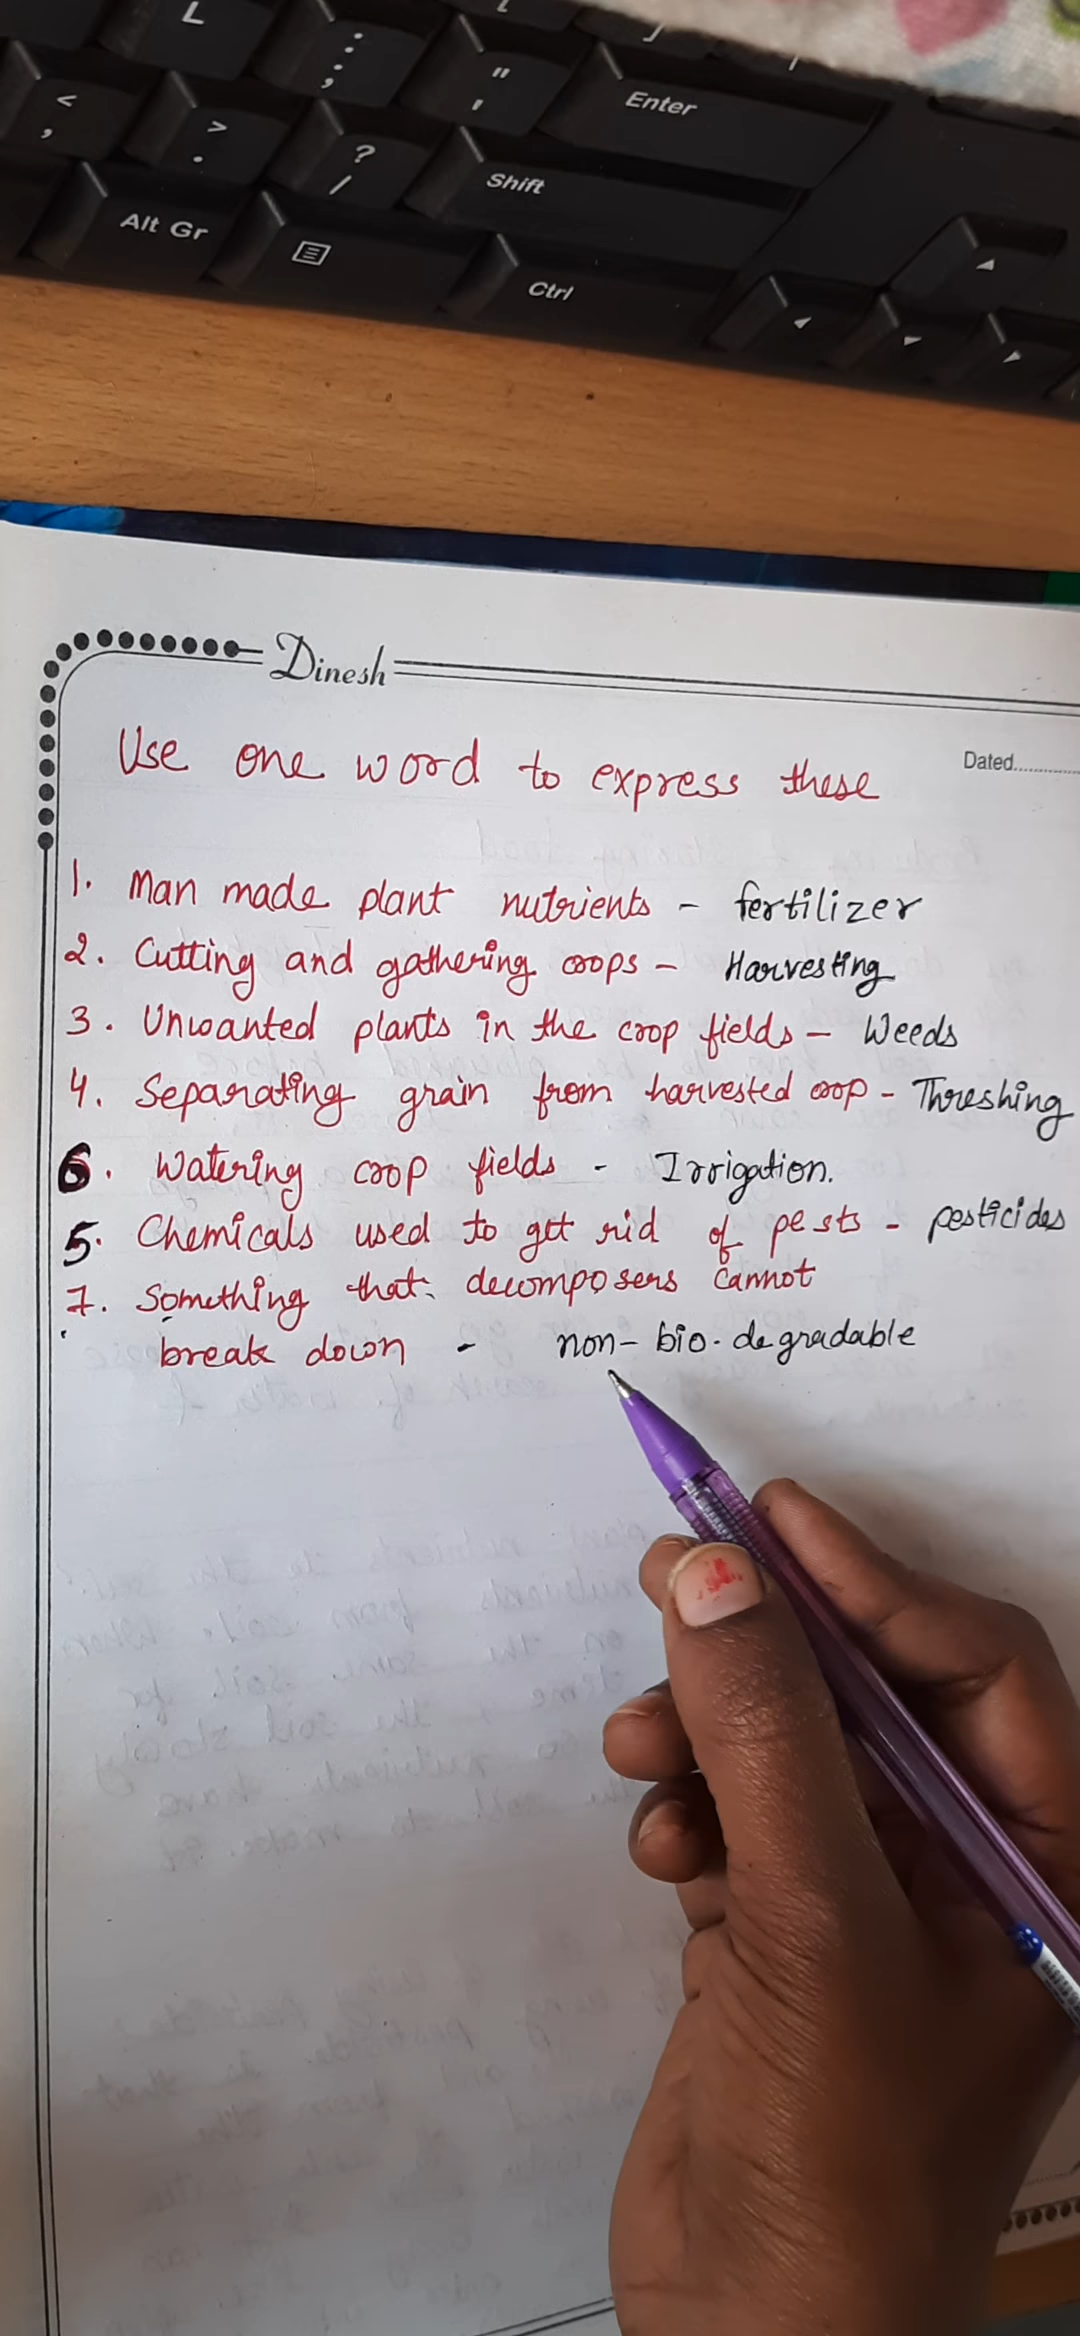 L
:
;
"
'
Enter
<
,
>
.
?
/
Shift
Alt Gr
Ctrl
Dinesh
Dated..............
Use one word to express these
1. Man made plant nutrients - fertilizer
2. Cutting and gathering crops - Harvesting
3. Unwanted plants in the crop fields - Weeds
4. Separating grain from harvested crop - Threshing
6. Watering crop fields - Irrigation.
5. Chemicals used to get rid of pests - pesticides
7. Something that decomposers cannot
break down - non-bio-degradable